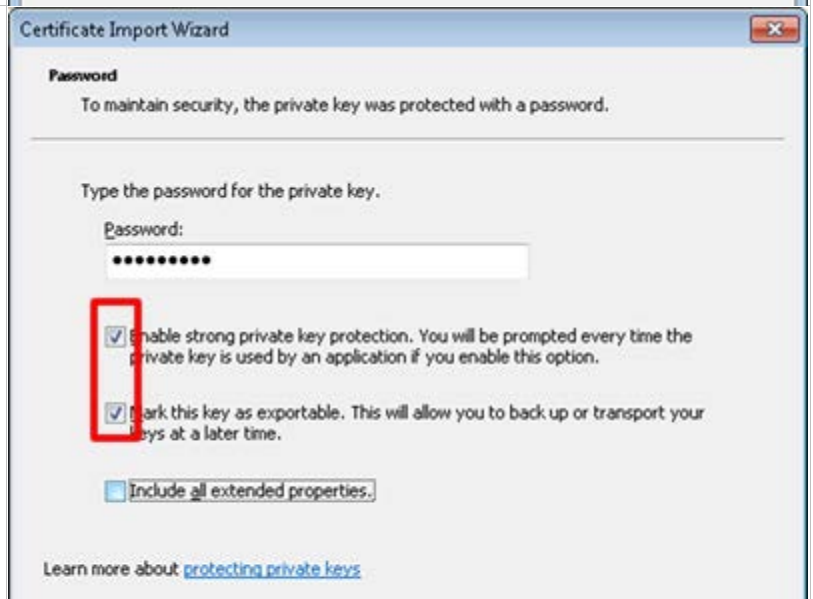 Certificate Import Wizard
Password
To maintain security, the private key was protected with a password.
Type the password for the private key.
Password:
•••••••••
Enable strong private key protection. You will be prompted every time the
private key is used by an application if you enable this option.
Mark this key as exportable. This will allow you to back up or transport your
keys at a later time.
Include all extended properties.
Learn more about protecting private keys